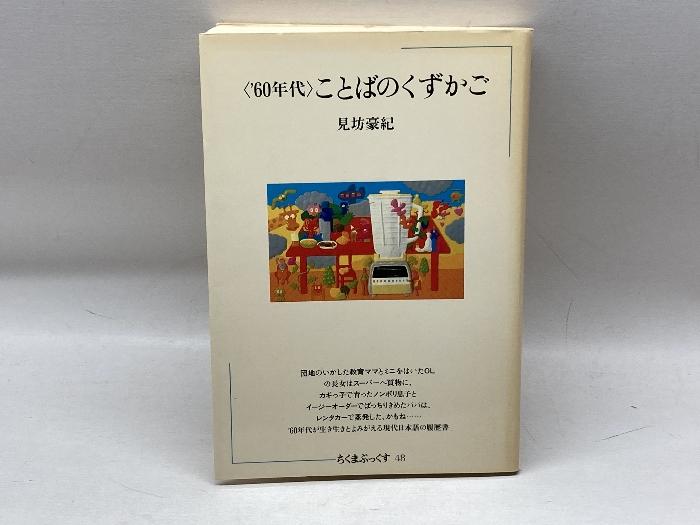 〈'60年代〉ことばのくずかご
見坊豪紀
団地のいかした教育ママとミニをはいたOL
の長女はスーパーへ買物に、
カギっ子で育ったノンポリ息子と
イージーオーダーでばっちりきめたパパは、
レンタカーで蒸発した、かもね……
'60年代が生き生きとよみがえる現代日本語の履歴書
ちくまぶっくす 48